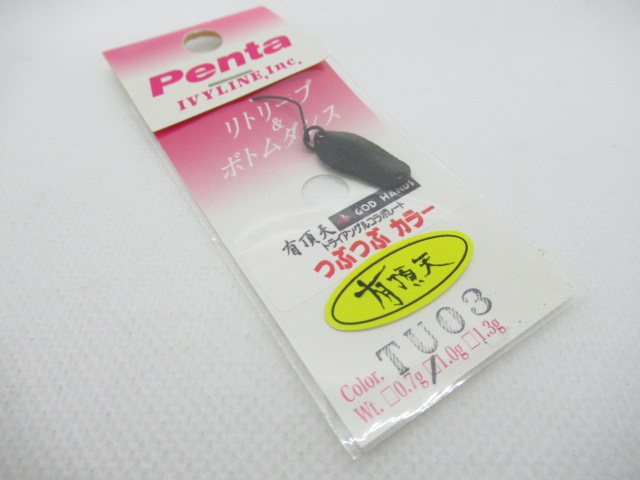 Penta
IVYLINE,Inc.
リトリーブ
&
ボトムダンス
有頂天 GOD HANDS
トライアングルコラボレート
つぶつぶ カラー
有頂天
Color. TU03
Wt. □0.7g □1.0g □1.3g